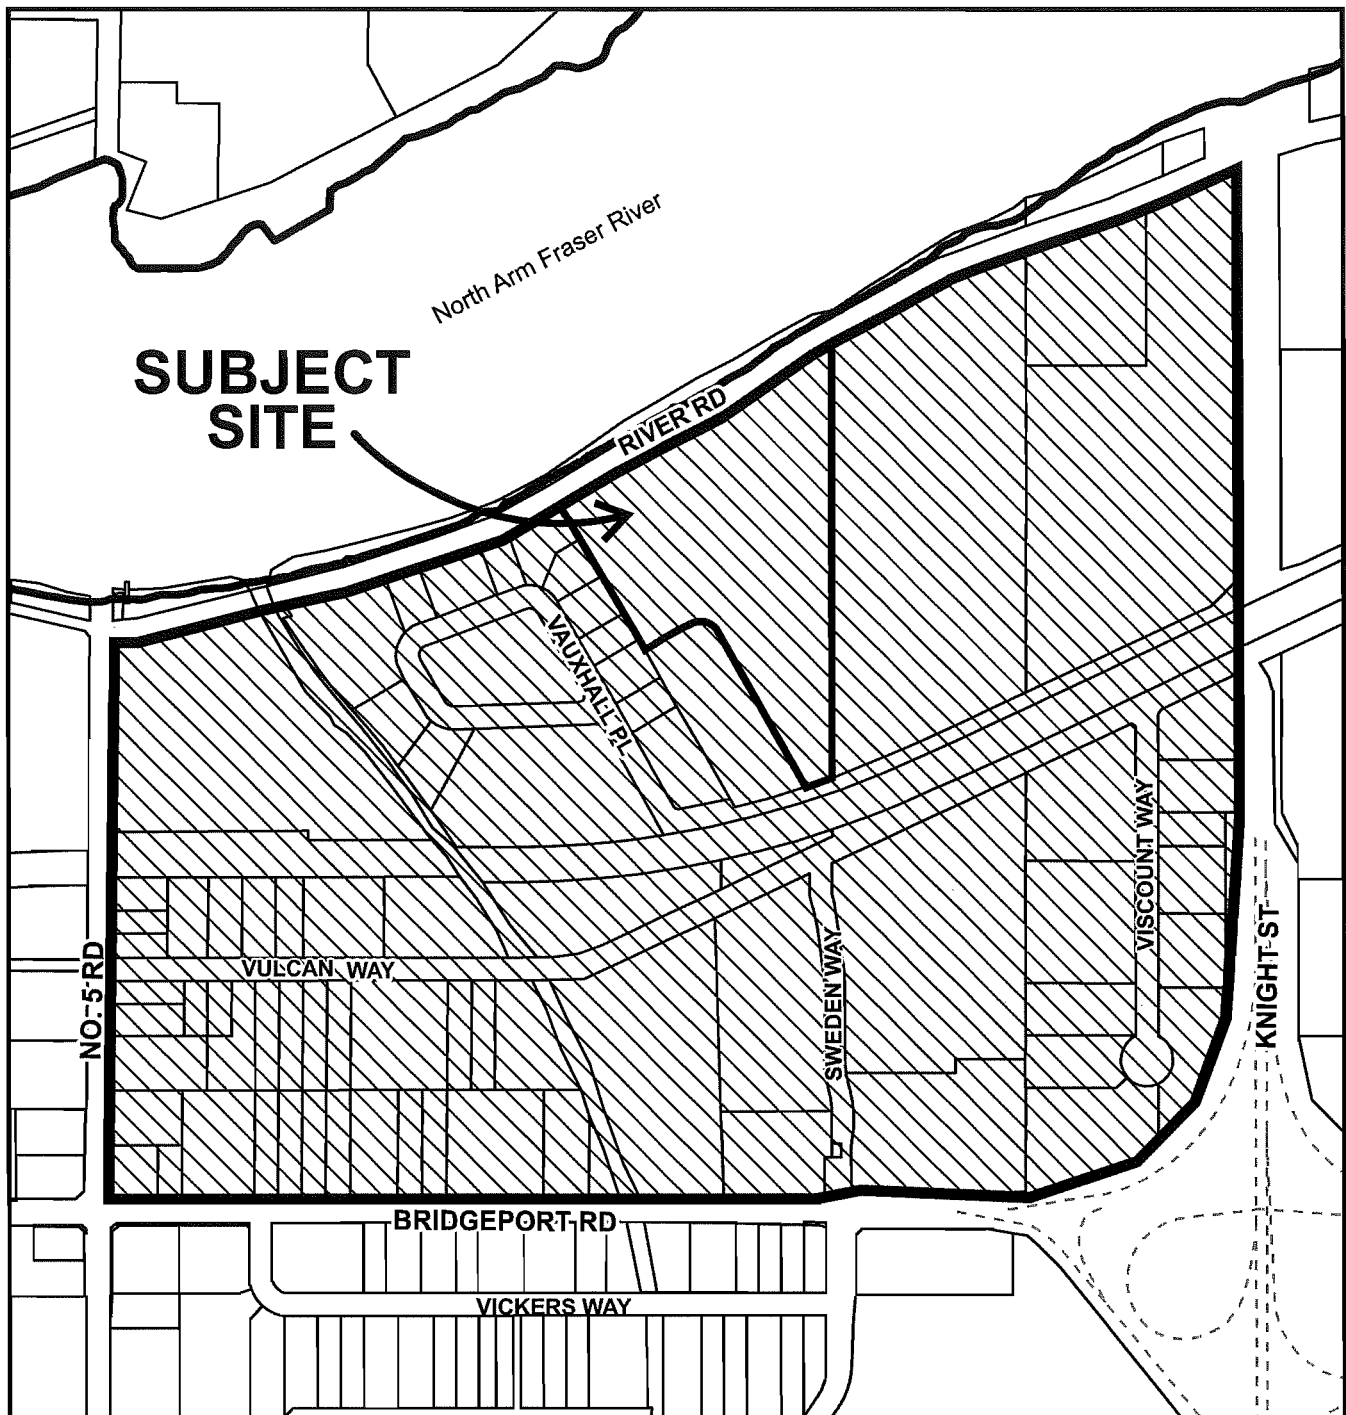 North Arm Fraser River
SUBJECT
SITE
RIVER RD
VAUXHALL PL
VISCOUNT WAY
KNIGHT ST
SWEDEN WAY
NO. 5 RD
VULCAN WAY
BRIDGEPORT RD
VICKERS WAY